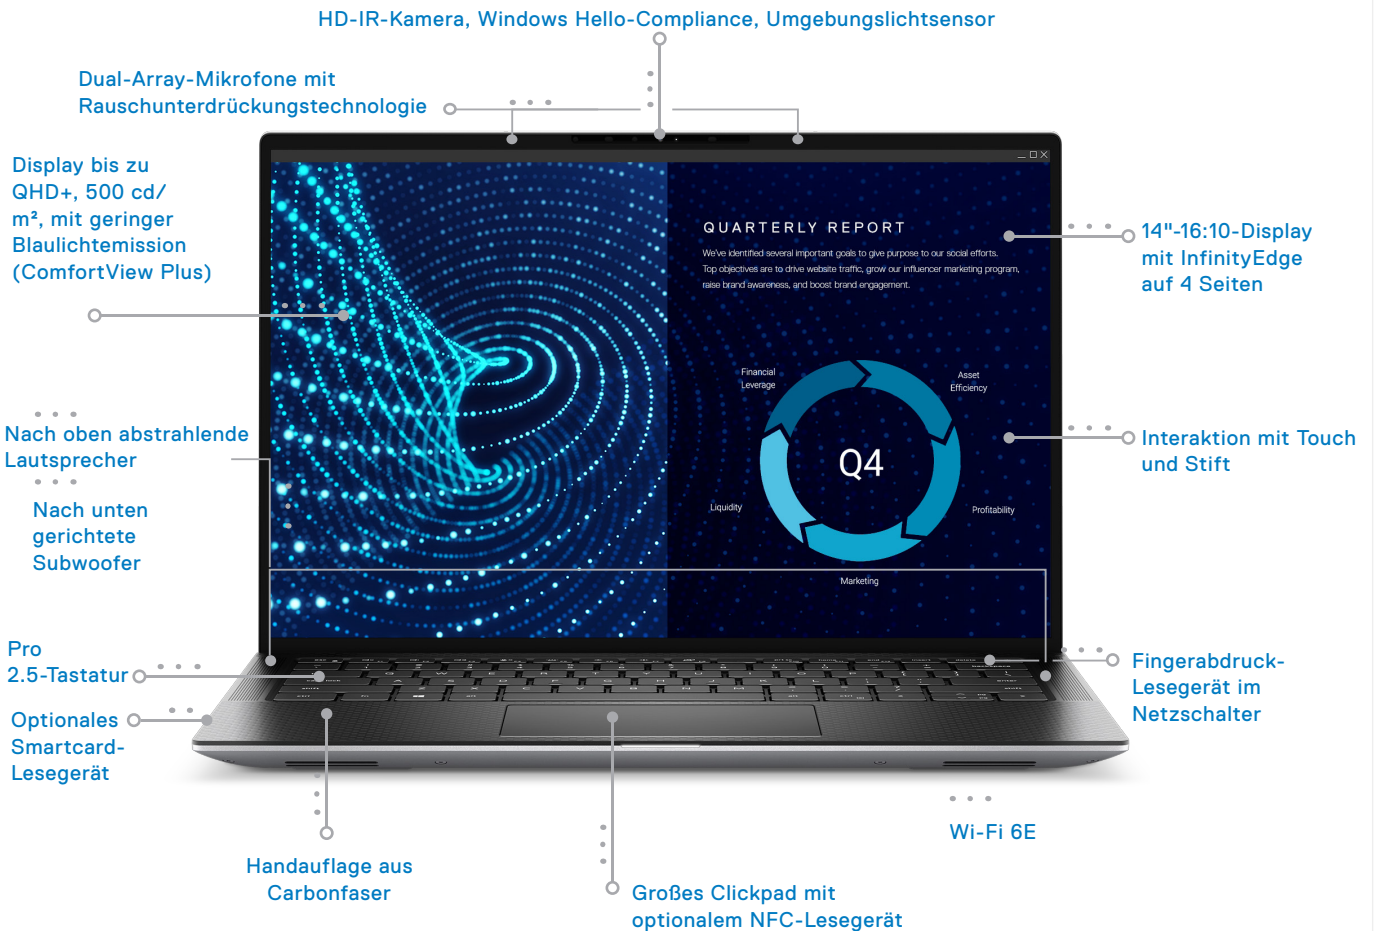 HD-IR-Kamera, Windows Hello-Compliance, Umgebungslichtsensor
Dual-Array-Mikrofone mit
Rauschunterdrückungstechnologie
Display bis zu
QHD+, 500 cd/
m², mit geringer
Blaulichtemission
(ComfortView Plus)
QUARTERLY REPORT
We've identified several important goals to give purpose to our social efforts.
Top objectives are to drive website traffic, grow our influencer marketing program,
raise brand awareness, and boost brand engagement.
14"-16:10-Display
mit InfinityEdge
auf 4 Seiten
Financial
Leverage
Asset
Efficiency
Q4
Liquidity
Profitability
Marketing
Nach oben abstrahlende
Lautsprecher
Interaktion mit Touch
und Stift
Nach unten
gerichtete
Subwoofer
Pro
2.5-Tastatur
Fingerabdruck-
Lesegerät im
Netzschalter
Optionales
Smartcard-
Lesegerät
Wi-Fi 6E
Handauflage aus
Carbonfaser
Großes Clickpad mit
optionalem NFC-Lesegerät